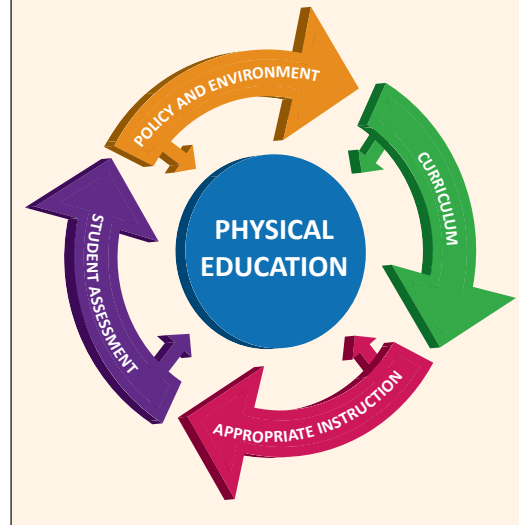 POLICY AND ENVIRONMENT
CURRICULUM
PHYSICAL
EDUCATION
STUDENT ASSESSMENT
APPROPRIATE INSTRUCTION